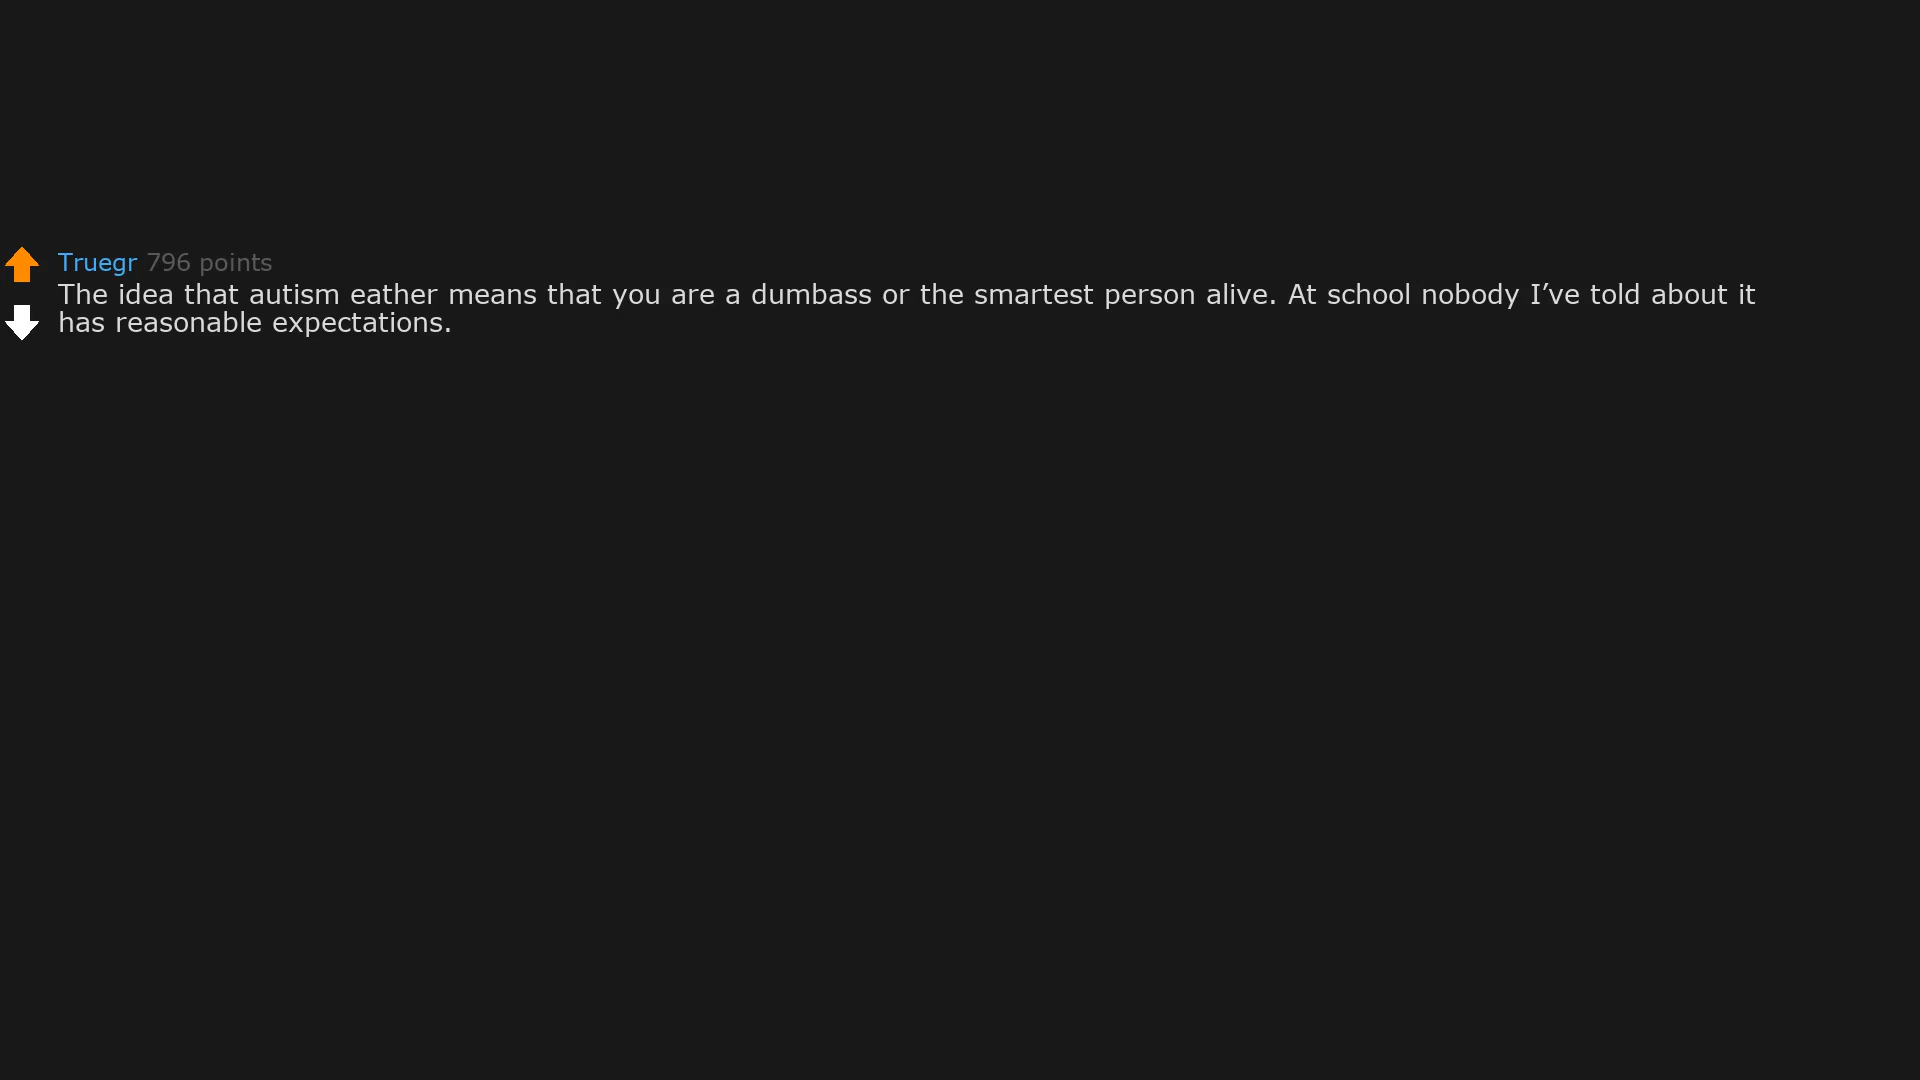 Truegr 796 points
The idea that autism eather means that you are a dumbass or the smartest person alive. At school nobody I’ve told about it
has reasonable expectations.